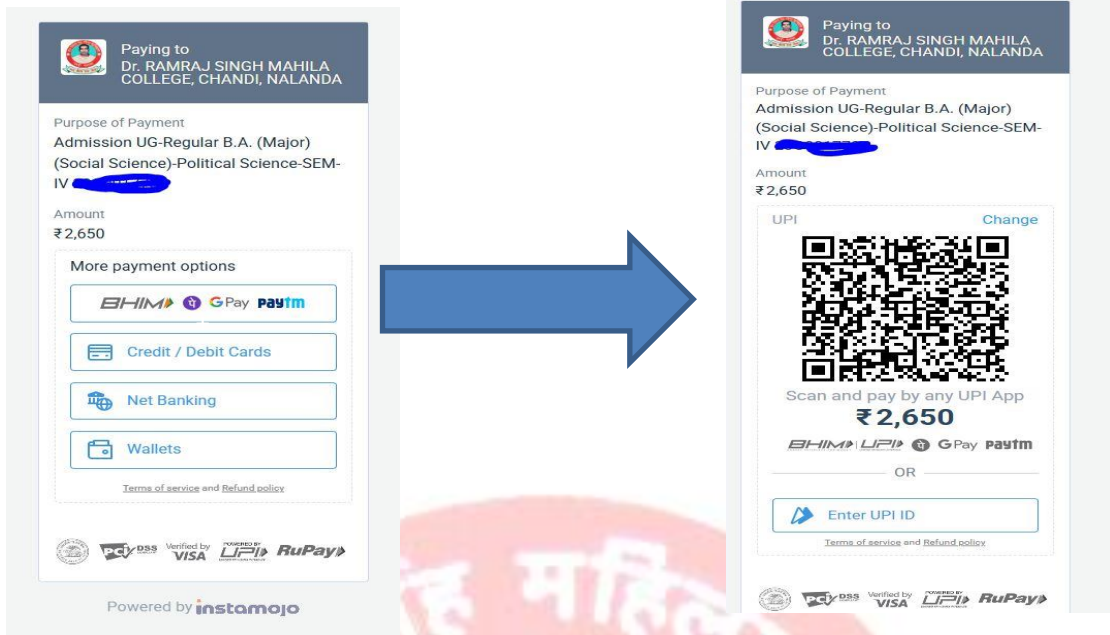 Paying to
Dr. RAMRAJ SINGH MAHILA
COLLEGE, CHANDI, NALANDA
Purpose of Payment
Admission UG-Regular B.A. (Major)
(Social Science)-Political Science-SEM-
IV
Amount
₹2,650
More payment options
BHIM GPay paytm
Credit / Debit Cards
Net Banking
Wallets
Terms of service and Refund policy
PCI DSS Verified by VISA POWERED BY UPI RuPay
Powered by instamojo
Paying to
Dr. RAMRAJ SINGH MAHILA
COLLEGE, CHANDI, NALANDA
Purpose of Payment
Admission UG-Regular B.A. (Major)
(Social Science)-Political Science-SEM-
IV
Amount
₹2,650
UPI Change
Scan and pay by any UPI App
₹2,650
BHIM UPI GPay paytm
OR
Enter UPI ID
Terms of service and Refund policy
PCI DSS Verified by VISA POWERED BY UPI RuPay